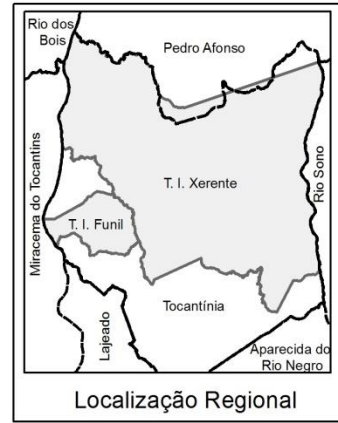 Rio dos
Bois
Pedro Afonso
Miracema do Tocantins
T. I. Xerente
Rio Sono
T. I. Funil
Tocantínia
Lajeado
Aparecida do
Rio Negro
Localização Regional